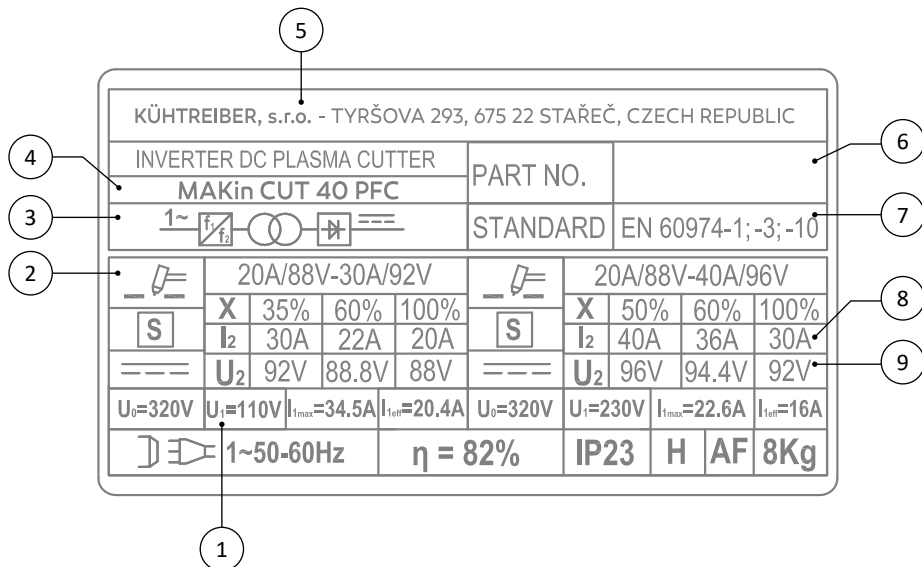 5
KÜHTREIBER, s.r.o. - TYRŠOVA 293, 675 22 STAŘEČ, CZECH REPUBLIC
6
4
INVERTER DC PLASMA CUTTER
MAKin CUT 40 PFC
PART NO.
3
1~ f₁ f₂
STANDARD EN 60974-1; -3; -10
7
2
20A/88V-30A/92V 20A/88V-40A/96V
X 35% 60% 100% X 50% 60% 100%
8
S I₂ 30A 22A 20A S I₂ 40A 36A 30A
9
U₂ 92V 88.8V 88V U₂ 96V 94.4V 92V
U₀=320V U₁=110V I₁max=34.5A I₁eff=20.4A U₀=320V U₁=230V I₁max=22.6A I₁eff=16A
1~50-60Hz η = 82% IP23 H AF 8Kg
1